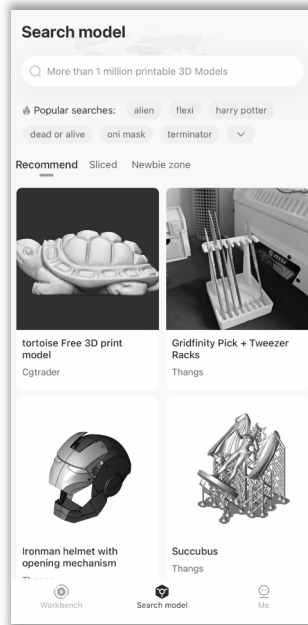 Search model
More than 1 million printable 3D Models
Popular searches: alien flexi harry potter
dead or alive oni mask terminator
Recommend Sliced Newbie zone
tortoise Free 3D print
model
Cgtrader
Gridfinity Pick + Tweezer
Racks
Thangs
Ironman helmet with
opening mechanism
Thangs
Succubus
Thangs
Workbench Search model Me